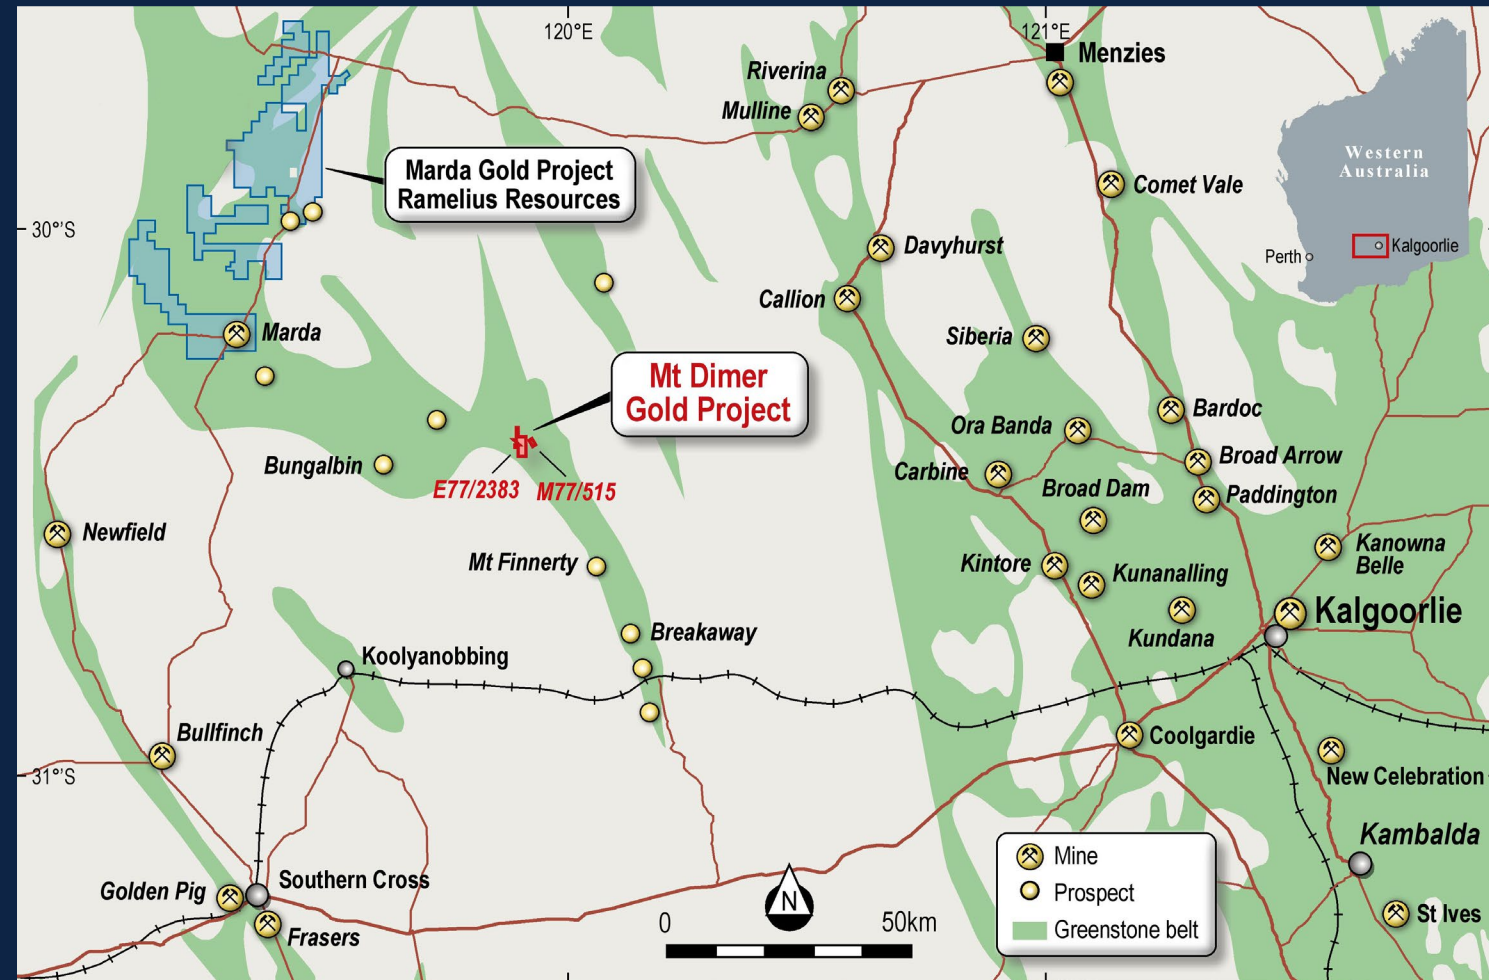 120°E
121°E
Menzies
Riverina
Mulline
Western
Australia
Marda Gold Project
Ramelius Resources
Comet Vale
30°S
Davyhurst
Perth
Kalgoorlie
Callion
Marda
Siberia
Mt Dimer
Gold Project
Bardoc
Ora Banda
Broad Arrow
Bungalbin
Carbine
E77/2383
M77/515
Broad Dam
Paddington
Newfield
Kanowna
Belle
Mt Finnerty
Kintore
Kunanalling
Kalgoorlie
Breakaway
Kundana
Koolyanobbing
Bullfinch
Coolgardie
31°'S
New Celebration
Kambalda
Mine
Southern Cross
Golden Pig
Prospect
N
0
50km
St Ives
Greenstone belt
Frasers